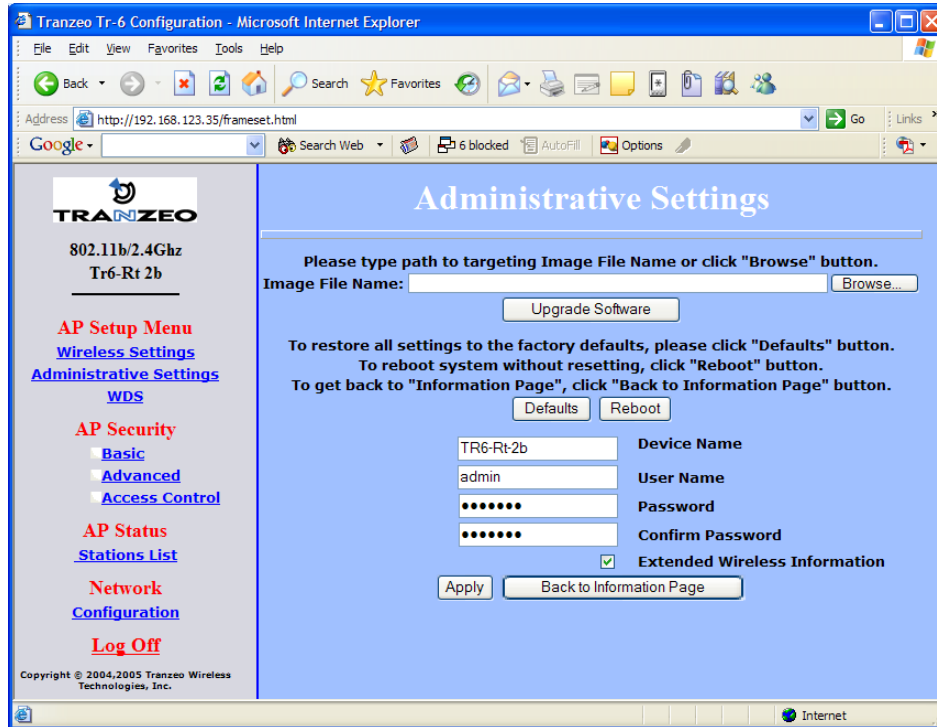 Tranzeo Tr-6 Configuration - Microsoft Internet Explorer
File Edit View Favorites Tools Help
Back Search Favorites
Address http://192.168.123.35/frameset.html Go Links »
Google Search Web 6 blocked AutoFill Options
TRANZEO
802.11b/2.4Ghz
Tr6-Rt 2b
AP Setup Menu
Wireless Settings
Administrative Settings
WDS
AP Security
Basic
Advanced
Access Control
AP Status
Stations List
Network
Configuration
Log Off
Copyright © 2004,2005 Tranzeo Wireless
Technologies, Inc.
Administrative Settings
Please type path to targeting Image File Name or click "Browse" button.
Image File Name: Browse...
Upgrade Software
To restore all settings to the factory defaults, please click "Defaults" button.
To reboot system without resetting, click "Reboot" button.
To get back to "Information Page", click "Back to Information Page" button.
Defaults Reboot
TR6-Rt-2b Device Name
admin User Name
●●●●●●● Password
●●●●●●● Confirm Password
Extended Wireless Information
Apply Back to Information Page
Internet